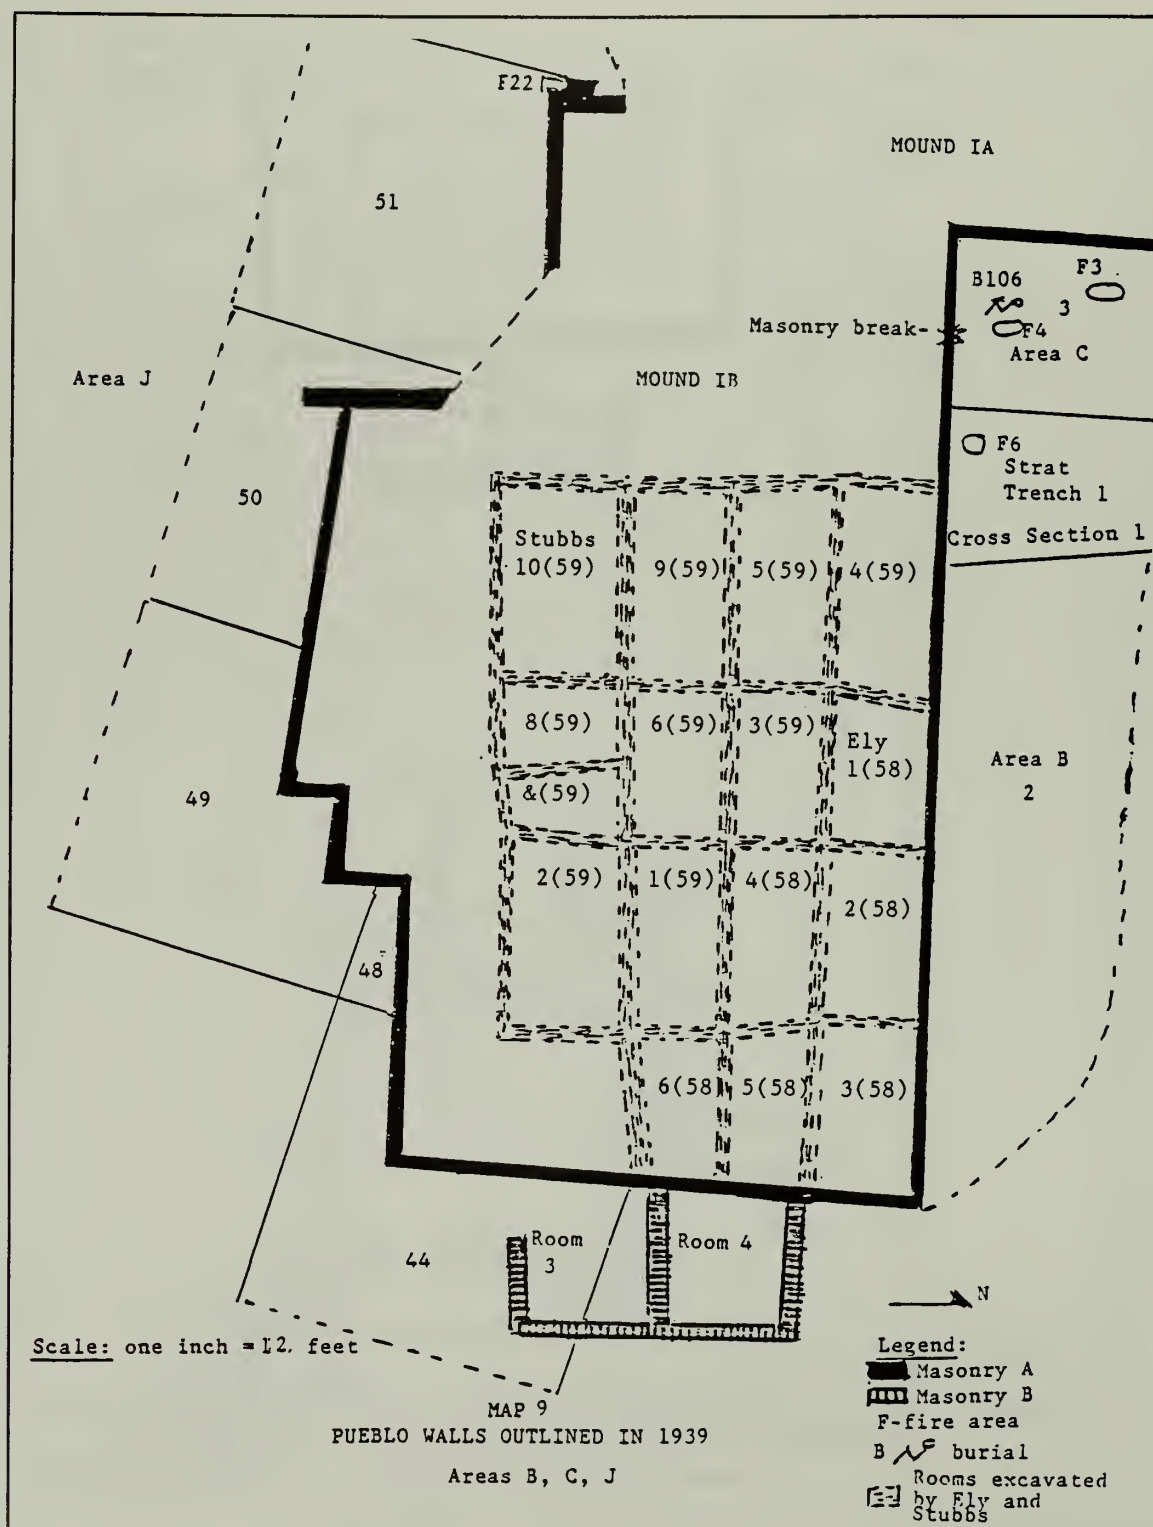 F22
MOUND IA
51
F3
B106
3
Masonry break-
F4
Area C
Area J
MOUND IB
F6
Strat
Trench 1
50
Cross Section 1
Stubbs
10(59)
9(59)
5(59)
4(59)
8(59)
6(59)
3(59)
Ely
1(58)
Area B
2
49
&(59)
2(59)
1(59)
4(58)
2(58)
48
6(58)
5(58)
3(58)
Room
3
Room 4
44
N
Scale: one inch = 12. feet
Legend:
Masonry A
Masonry B
F-fire area
B burial
Rooms excavated
by Ely and
Stubbs
MAP 9
PUEBLO WALLS OUTLINED IN 1939
Areas B, C, J